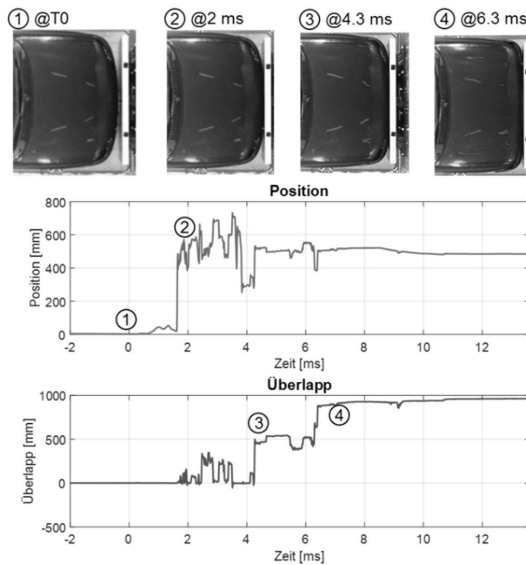 ① @T0 ② @2 ms ③ @4.3 ms ④ @6.3 ms
Position
800
600
400
200
0
Position [mm]
①
②
-2 0 2 4 6 8 10 12
Zeit [ms]
Überlapp
1000
500
0
-500
Überlapp [mm]
③
④
-2 0 2 4 6 8 10 12
Zeit [ms]